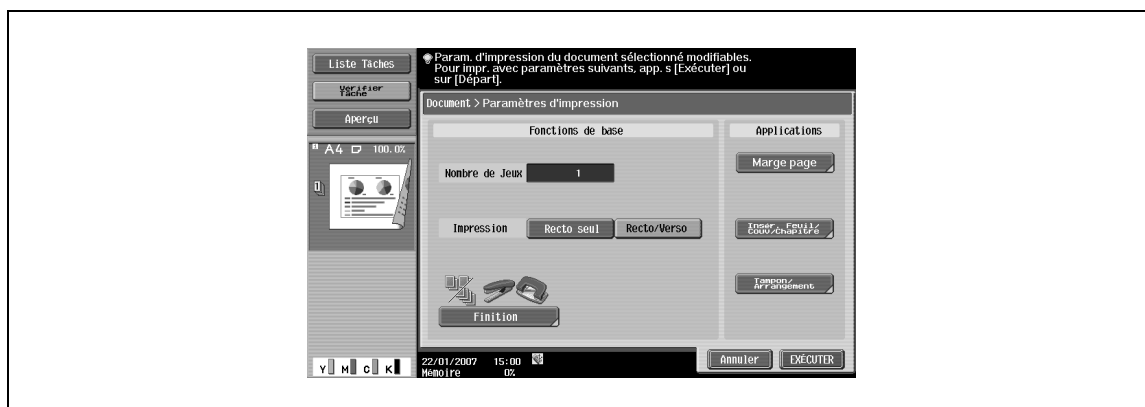 Liste Tâches
Vérifier
Tâche
Aperçu
A4 100.0%
1
Param. d'impression du document sélectionné modifiables.
Pour impr. avec paramètres suivants, app. s [Exécuter] ou
sur [Départ].
Document > Paramètres d'impression
Fonctions de base
Nombre de Jeux 1
Impression Recto seul Recto/Verso
Finition
Applications
Marge page
Insér. Feuil/
Couv/Chapitre
Tampon/
Arrangement
Y M C K
22/01/2007 15:00
Mémoire 0%
Annuler EXÉCUTER